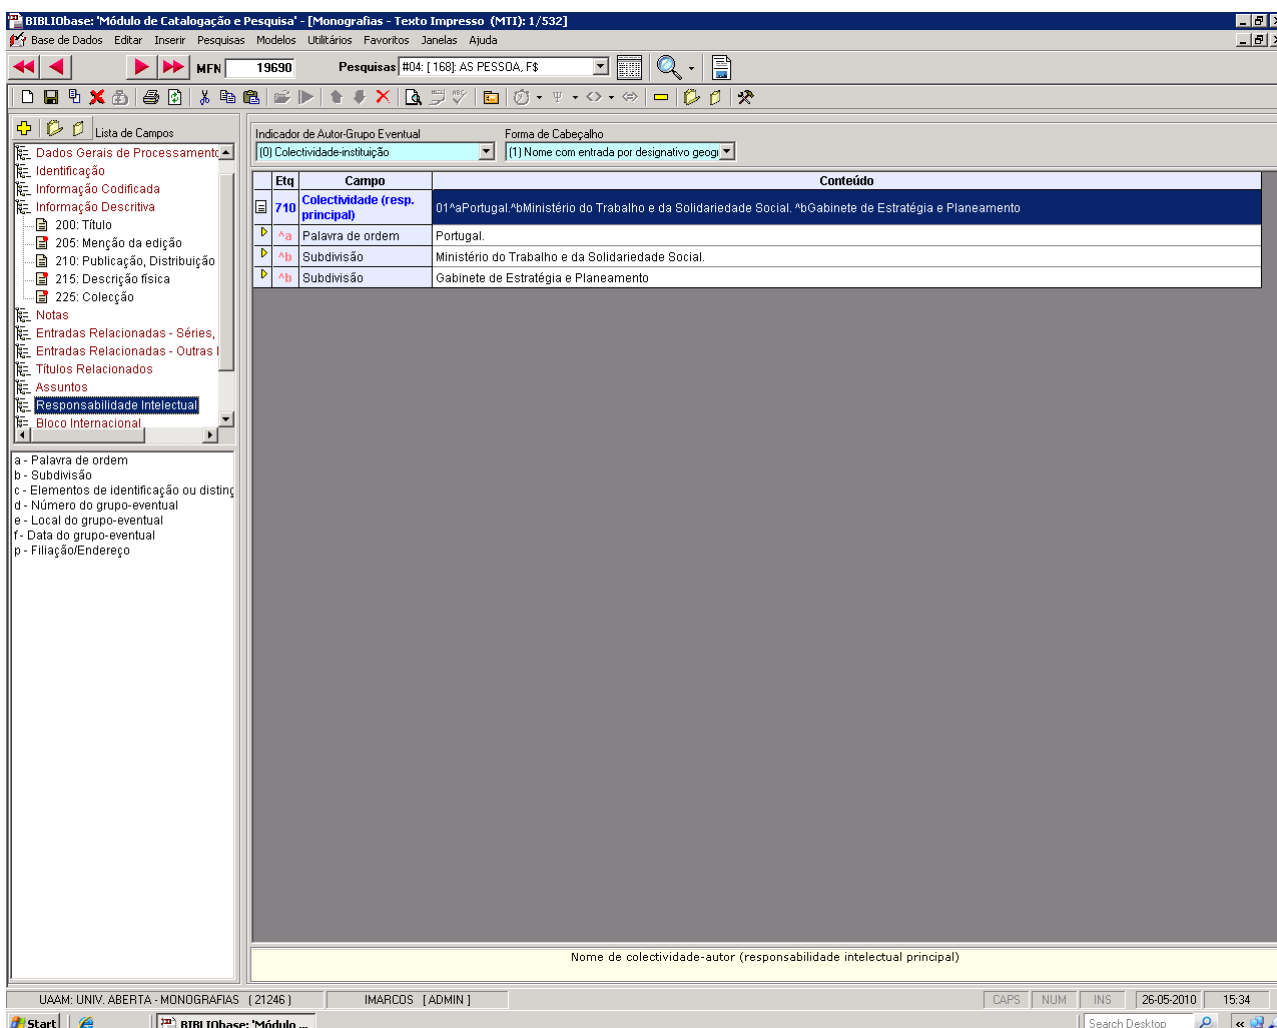 BIBLIObase: 'Módulo de Catalogação e Pesquisa' - [Monografias - Texto Impresso (MTI): 1/532]
Base de Dados Editar Inserir Pesquisas Modelos Utilitários Favoritos Janelas Ajuda
MFN 19690 Pesquisas #04: [ 168]: AS PESSOA, F$
Lista de Campos
Dados Gerais de Processamento
Identificação
Informação Codificada
Informação Descritiva
200: Título
205: Menção da edição
210: Publicação, Distribuição
215: Descrição física
225: Colecção
Notas
Entradas Relacionadas - Séries,
Entradas Relacionadas - Outras
Títulos Relacionados
Assuntos
Responsabilidade Intelectual
Bloco Internacional
a - Palavra de ordem
b - Subdivisão
c - Elementos de identificação ou distinç
d - Número do grupo-eventual
e - Local do grupo-eventual
f - Data do grupo-eventual
p - Filiação/Endereço
Indicador de Autor-Grupo Eventual Forma de Cabeçalho
(0) Colectividade-instituição (1) Nome com entrada por designativo geogr
Etq Campo Conteúdo
710 Colectividade (resp. principal) 01^aPortugal.^bMinistério do Trabalho e da Solidariedade Social. ^bGabinete de Estratégia e Planeamento
^a Palavra de ordem Portugal.
^b Subdivisão Ministério do Trabalho e da Solidariedade Social.
^b Subdivisão Gabinete de Estratégia e Planeamento
Nome de colectividade-autor (responsabilidade intelectual principal)
UAAM: UNIV. ABERTA - MONOGRAFIAS ( 21246 ) IMARCOS [ ADMIN ] CAPS NUM INS 26-05-2010 15:34
Start BIBLIObase: 'Módulo ... Search Desktop